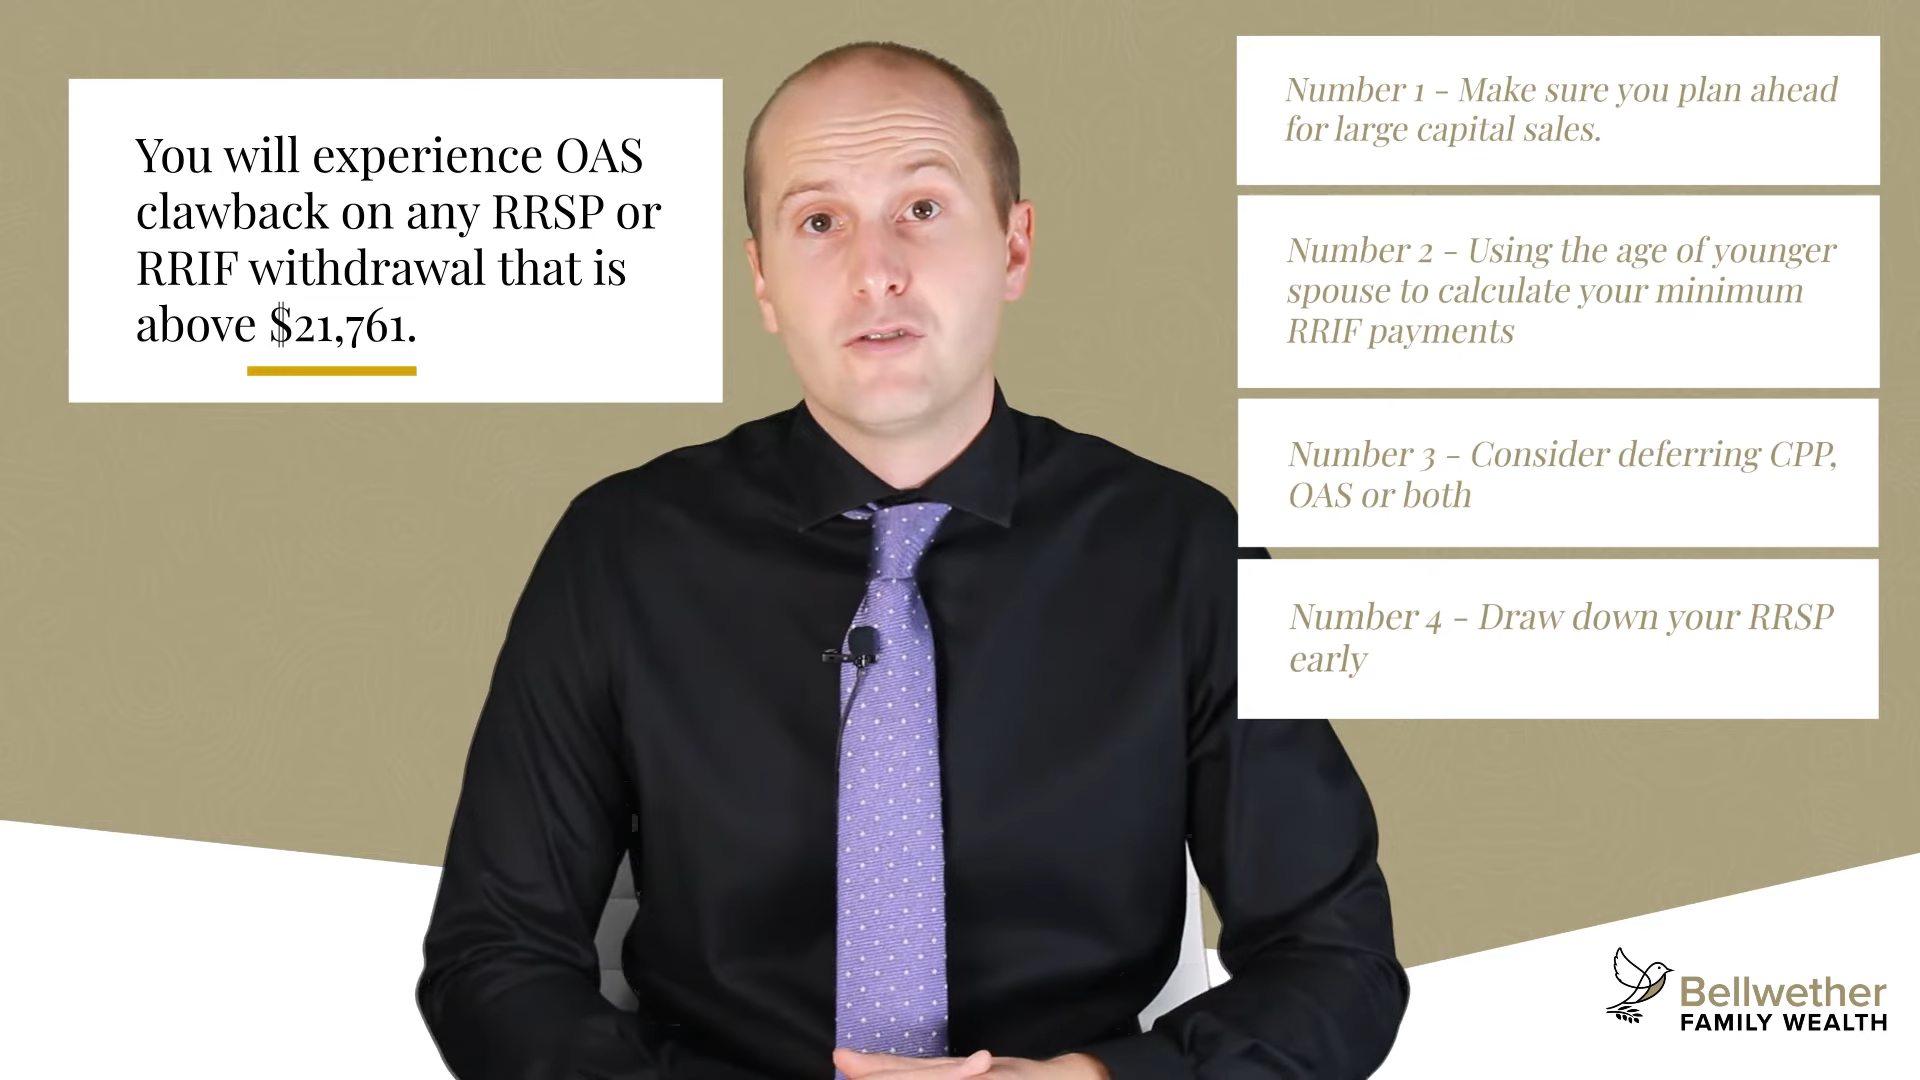 You will experience OAS
clawback on any RRSP or
RRIF withdrawal that is
above $21,761.
Number 1 - Make sure you plan ahead
for large capital sales.
Number 2 - Using the age of younger
spouse to calculate your minimum
RRIF payments
Number 3 - Consider deferring CPP,
OAS or both
Number 4 - Draw down your RRSP
early
Bellwether
FAMILY WEALTH